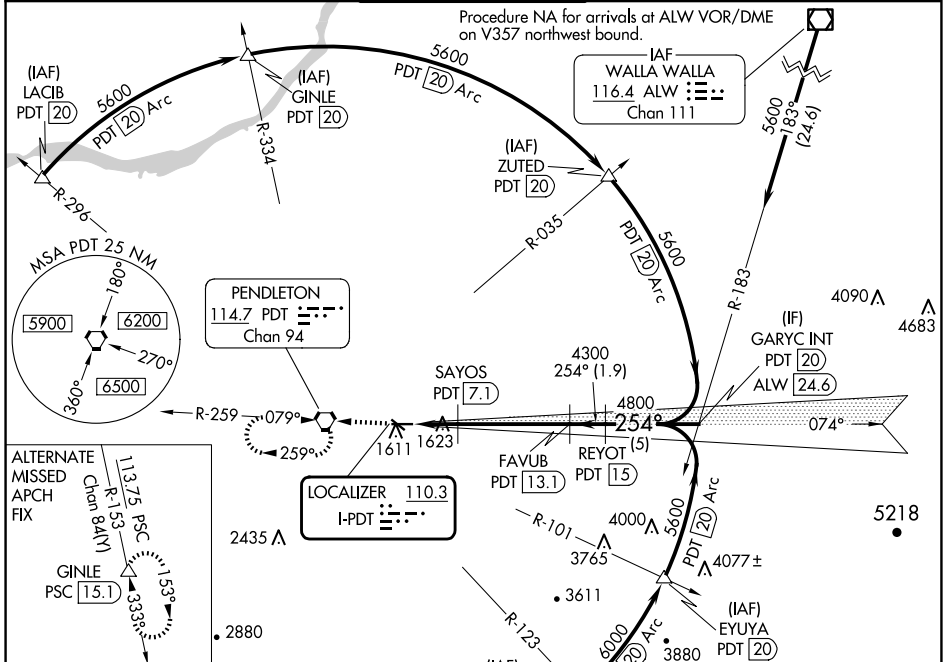 Procedure NA for arrivals at ALW VOR/DME
on V357 northwest bound.
IAF
WALLA WALLA
116.4 ALW
Chan 111
5600
183°
(24.6)
R-183
(IAF)
LACIB
PDT 20
5600
PDT 20 Arc
R-296
(IAF)
GINLE
PDT 20
R-334
5600
PDT 20 Arc
(IAF)
ZUTED
PDT 20
R-035
5600
PDT 20 Arc
MSA PDT 25 NM
180°
5900
6200
270°
360°
6500
PENDLETON
114.7 PDT
Chan 94
4090
4683
(IF)
GARYC INT
PDT 20
ALW 24.6
SAYOS
PDT 7.1
4300
254° (1.9)
4800
254°
(5)
074°
R-259
079°
259°
1611
1623
FAVUB
PDT 13.1
REYOT
PDT 15
LOCALIZER 110.3
I-PDT
ALTERNATE
MISSED
APCH
FIX
113.75 PSC
Chan 84(Y)
R-153
GINLE
PSC 15.1
153°
333°
2435
2880
R-101
4000
3765
5600
PDT 20 Arc
4077±
5218
3611
R-123
(IAF)
EYUYA
PDT 20
6000
20 Arc
3880
(IAF)